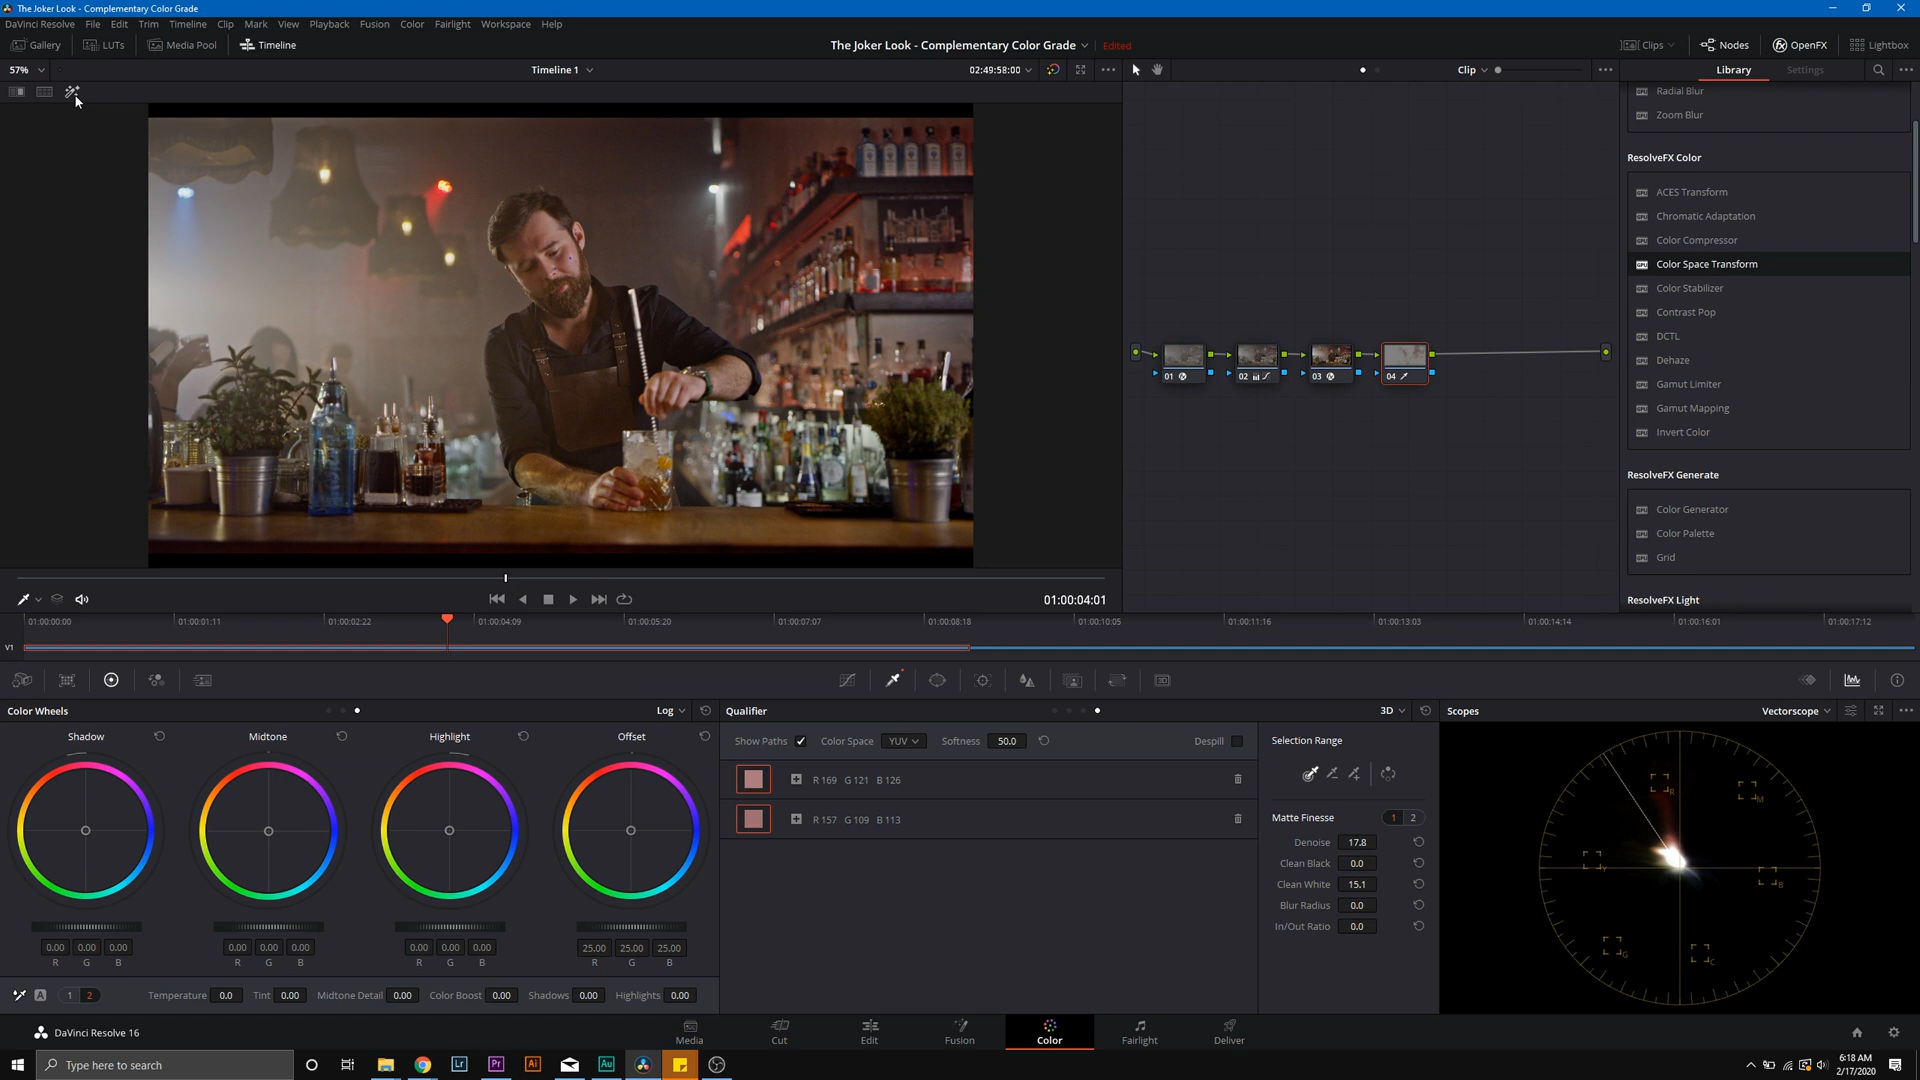 The Joker Look - Complementary Color Grade
DaVinci Resolve File Edit Trim Timeline Clip Mark View Playback Fusion Color Fairlight Workspace Help
Gallery LUTs Media Pool Timeline The Joker Look - Complementary Color Grade Edited Clips Nodes OpenFX Lightbox
57% Timeline 1 02:49:58:00 Clip Library Settings
Radial Blur
Zoom Blur
ResolveFX Color
ACES Transform
Chromatic Adaptation
Color Compressor
Color Space Transform
Color Stabilizer
Contrast Pop
DCTL
Dehaze
Gamut Limiter
Gamut Mapping
Invert Color
ResolveFX Generate
Color Generator
Color Palette
Grid
ResolveFX Light
01 02 03 04
01:00:04:01
01:00:00:00 01:00:01:11 01:00:02:22 01:00:04:09 01:00:05:20 01:00:07:07 01:00:08:18 01:00:10:05 01:00:11:16 01:00:13:03 01:00:14:14 01:00:16:01 01:00:17:12
V1
Color Wheels Log Qualifier 3D Scopes Vectorscope
Shadow Midtone Highlight Offset
Show Paths Color Space YUV Softness 50.0 Despill
R 169 G 121 B 126
R 157 G 109 B 113
Selection Range
Matte Finesse 1 2
Denoise 17.8
Clean Black 0.0
Clean White 15.1
Blur Radius 0.0
In/Out Ratio 0.0
R M Y B G C
0.00 0.00 0.00 0.00 0.00 0.00 0.00 0.00 0.00 25.00 25.00 25.00
R G B R G B R G B R G B
A 1 2 Temperature 0.0 Tint 0.00 Midtone Detail 0.00 Color Boost 0.00 Shadows 0.00 Highlights 0.00
DaVinci Resolve 16 Media Cut Edit Fusion Color Fairlight Deliver
Type here to search Lr Pr Ai Au 6:18 AM
2/17/2020